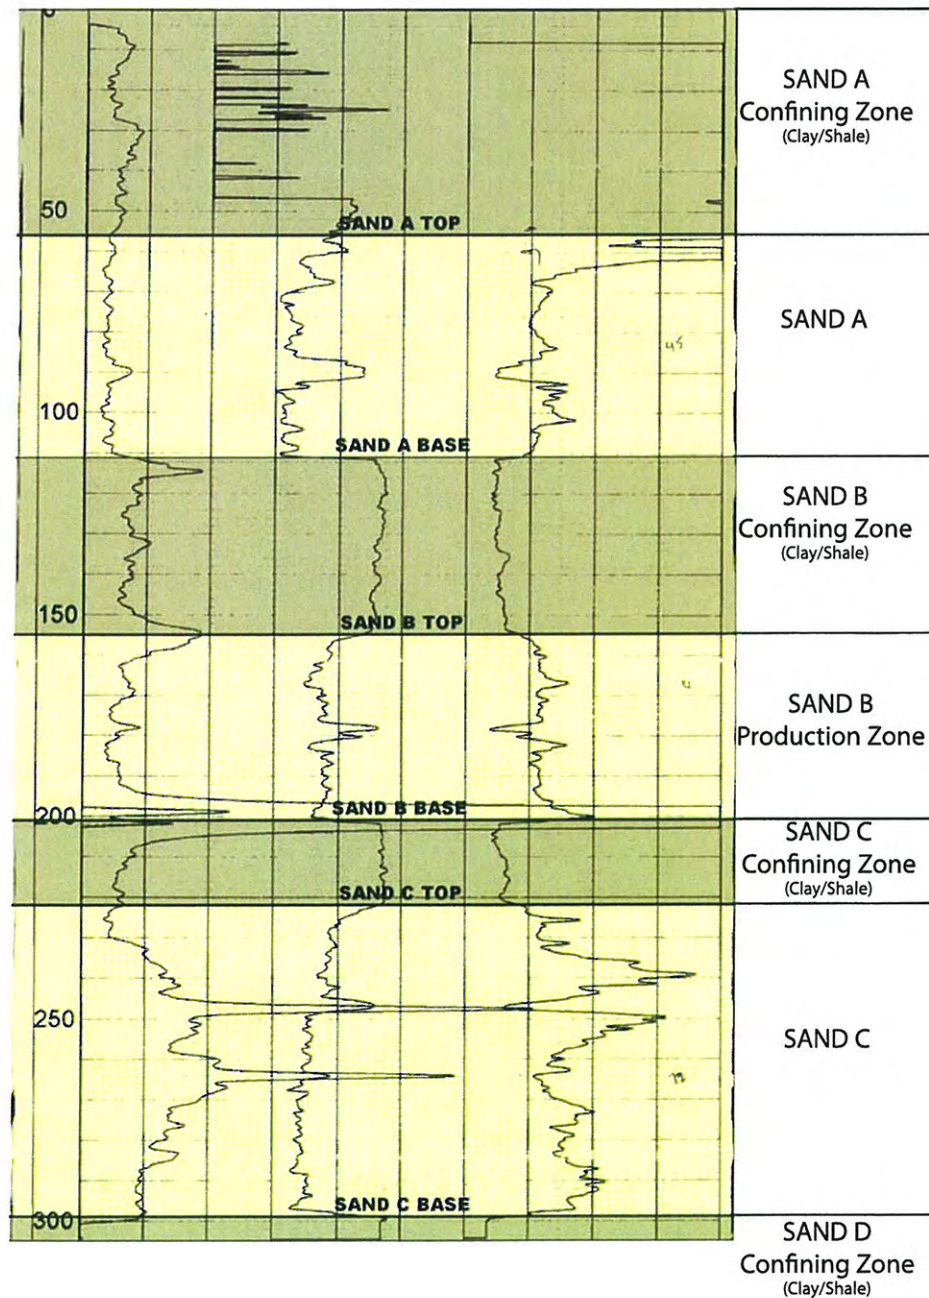 0
SAND A
Confining Zone
(Clay/Shale)
50
SAND A TOP
SAND A
45
100
SAND A BASE
SAND B
Confining Zone
(Clay/Shale)
150
SAND B TOP
SAND B
Production Zone
SAND B BASE
200
SAND C
Confining Zone
(Clay/Shale)
SAND C TOP
250
SAND C
SAND C BASE
300
SAND D
Confining Zone
(Clay/Shale)